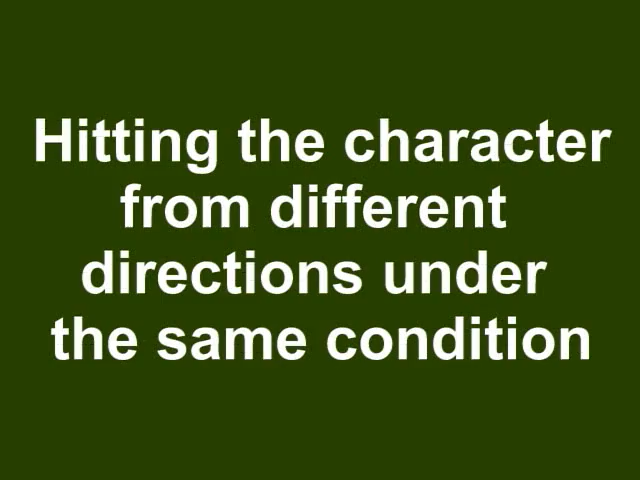 Hitting the character
from different
directions under
the same condition